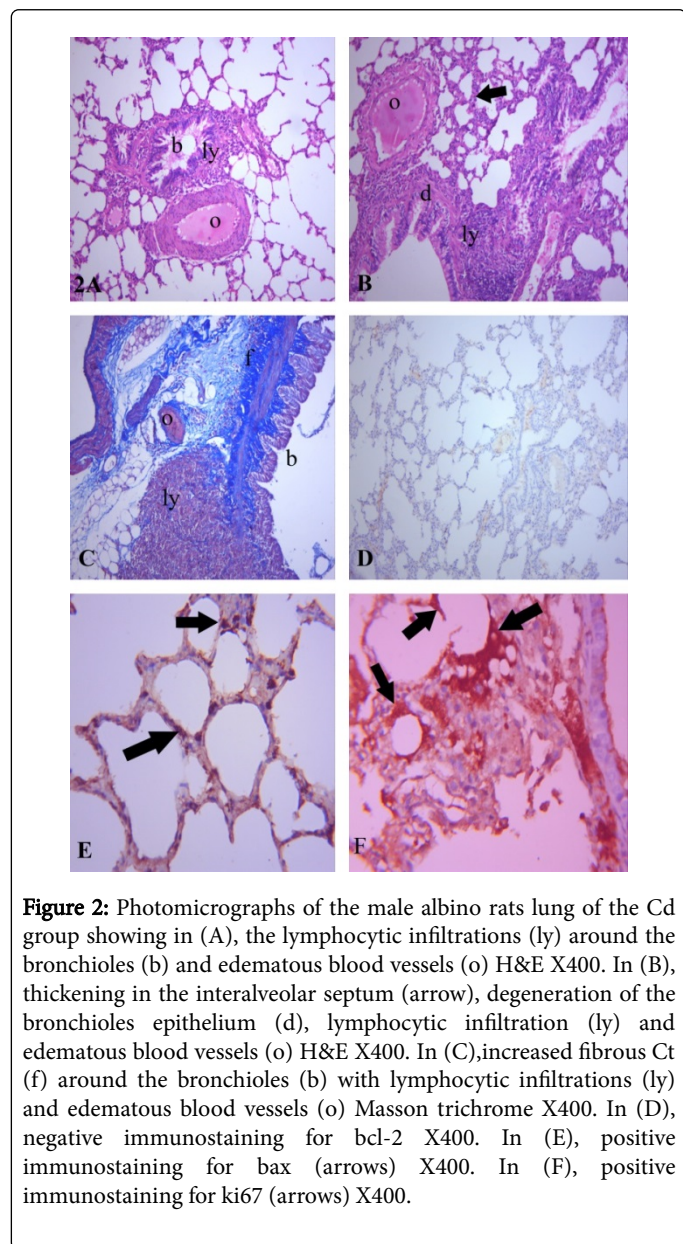 o
b
ly
o
2A
o
d
ly
B
f
o
b
ly
C
D
E
F
Figure 2: Photomicrographs of the male albino rats lung of the Cd
group showing in (A), the lymphocytic infiltrations (ly) around the
bronchioles (b) and edematous blood vessels (o) H&E X400. In (B),
thickening in the interalveolar septum (arrow), degeneration of the
bronchioles epithelium (d), lymphocytic infiltration (ly) and
edematous blood vessels (o) H&E X400. In (C),increased fibrous Ct
(f) around the bronchioles (b) with lymphocytic infiltrations (ly)
and edematous blood vessels (o) Masson trichrome X400. In (D),
negative immunostaining for bcl-2 X400. In (E), positive
immunostaining for bax (arrows) X400. In (F), positive
immunostaining for ki67 (arrows) X400.